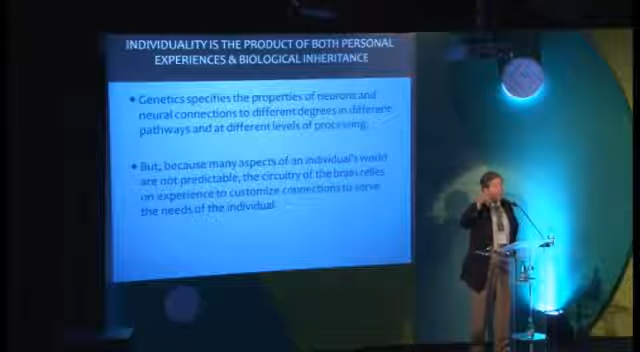 INDIVIDUALITY IS THE PRODUCT OF BOTH PERSONAL
EXPERIENCES & BIOLOGICAL INHERITANCE
Genetics specifies the properties of neurons and
neural connections to different degrees in different
pathways and at different levels of processing;
But, because many aspects of an individual's world
are not predictable, the circuitry of the brain relies
on experience to customize connections to serve
the needs of the individual